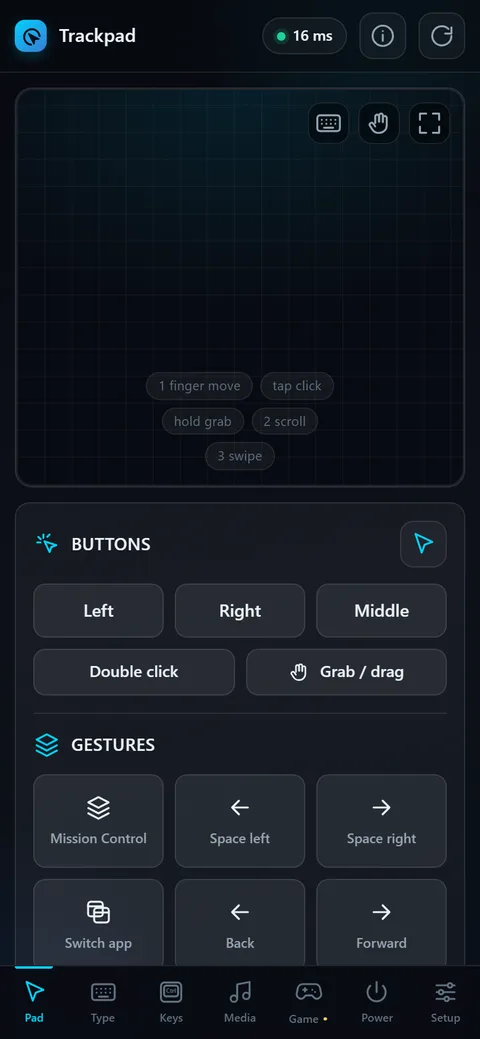 Trackpad
16 ms
1 finger move
tap click
hold grab
2 scroll
3 swipe
BUTTONS
Left
Right
Middle
Double click
Grab / drag
GESTURES
Mission Control
Space left
Space right
Switch app
Back
Forward
Ctrl
Pad
Type
Keys
Media
Game
Power
Setup